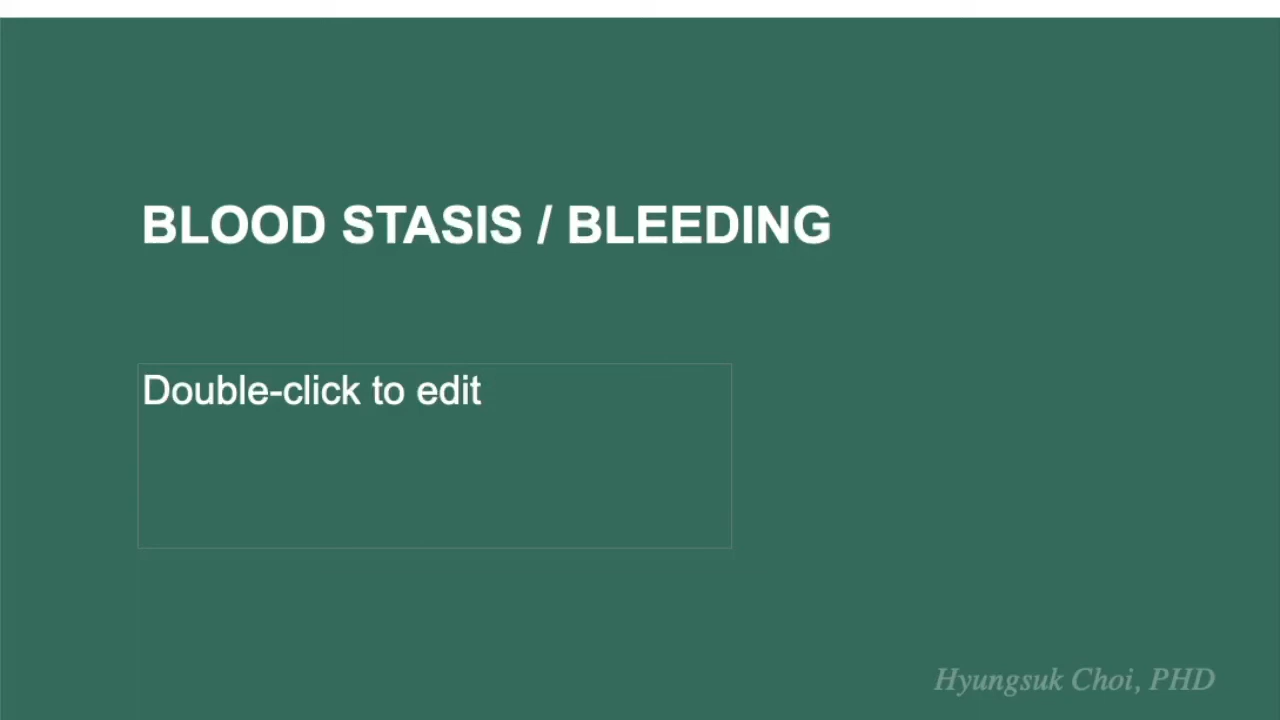 BLOOD STASIS / BLEEDING
Double-click to edit
Hyungsuk Choi, PHD